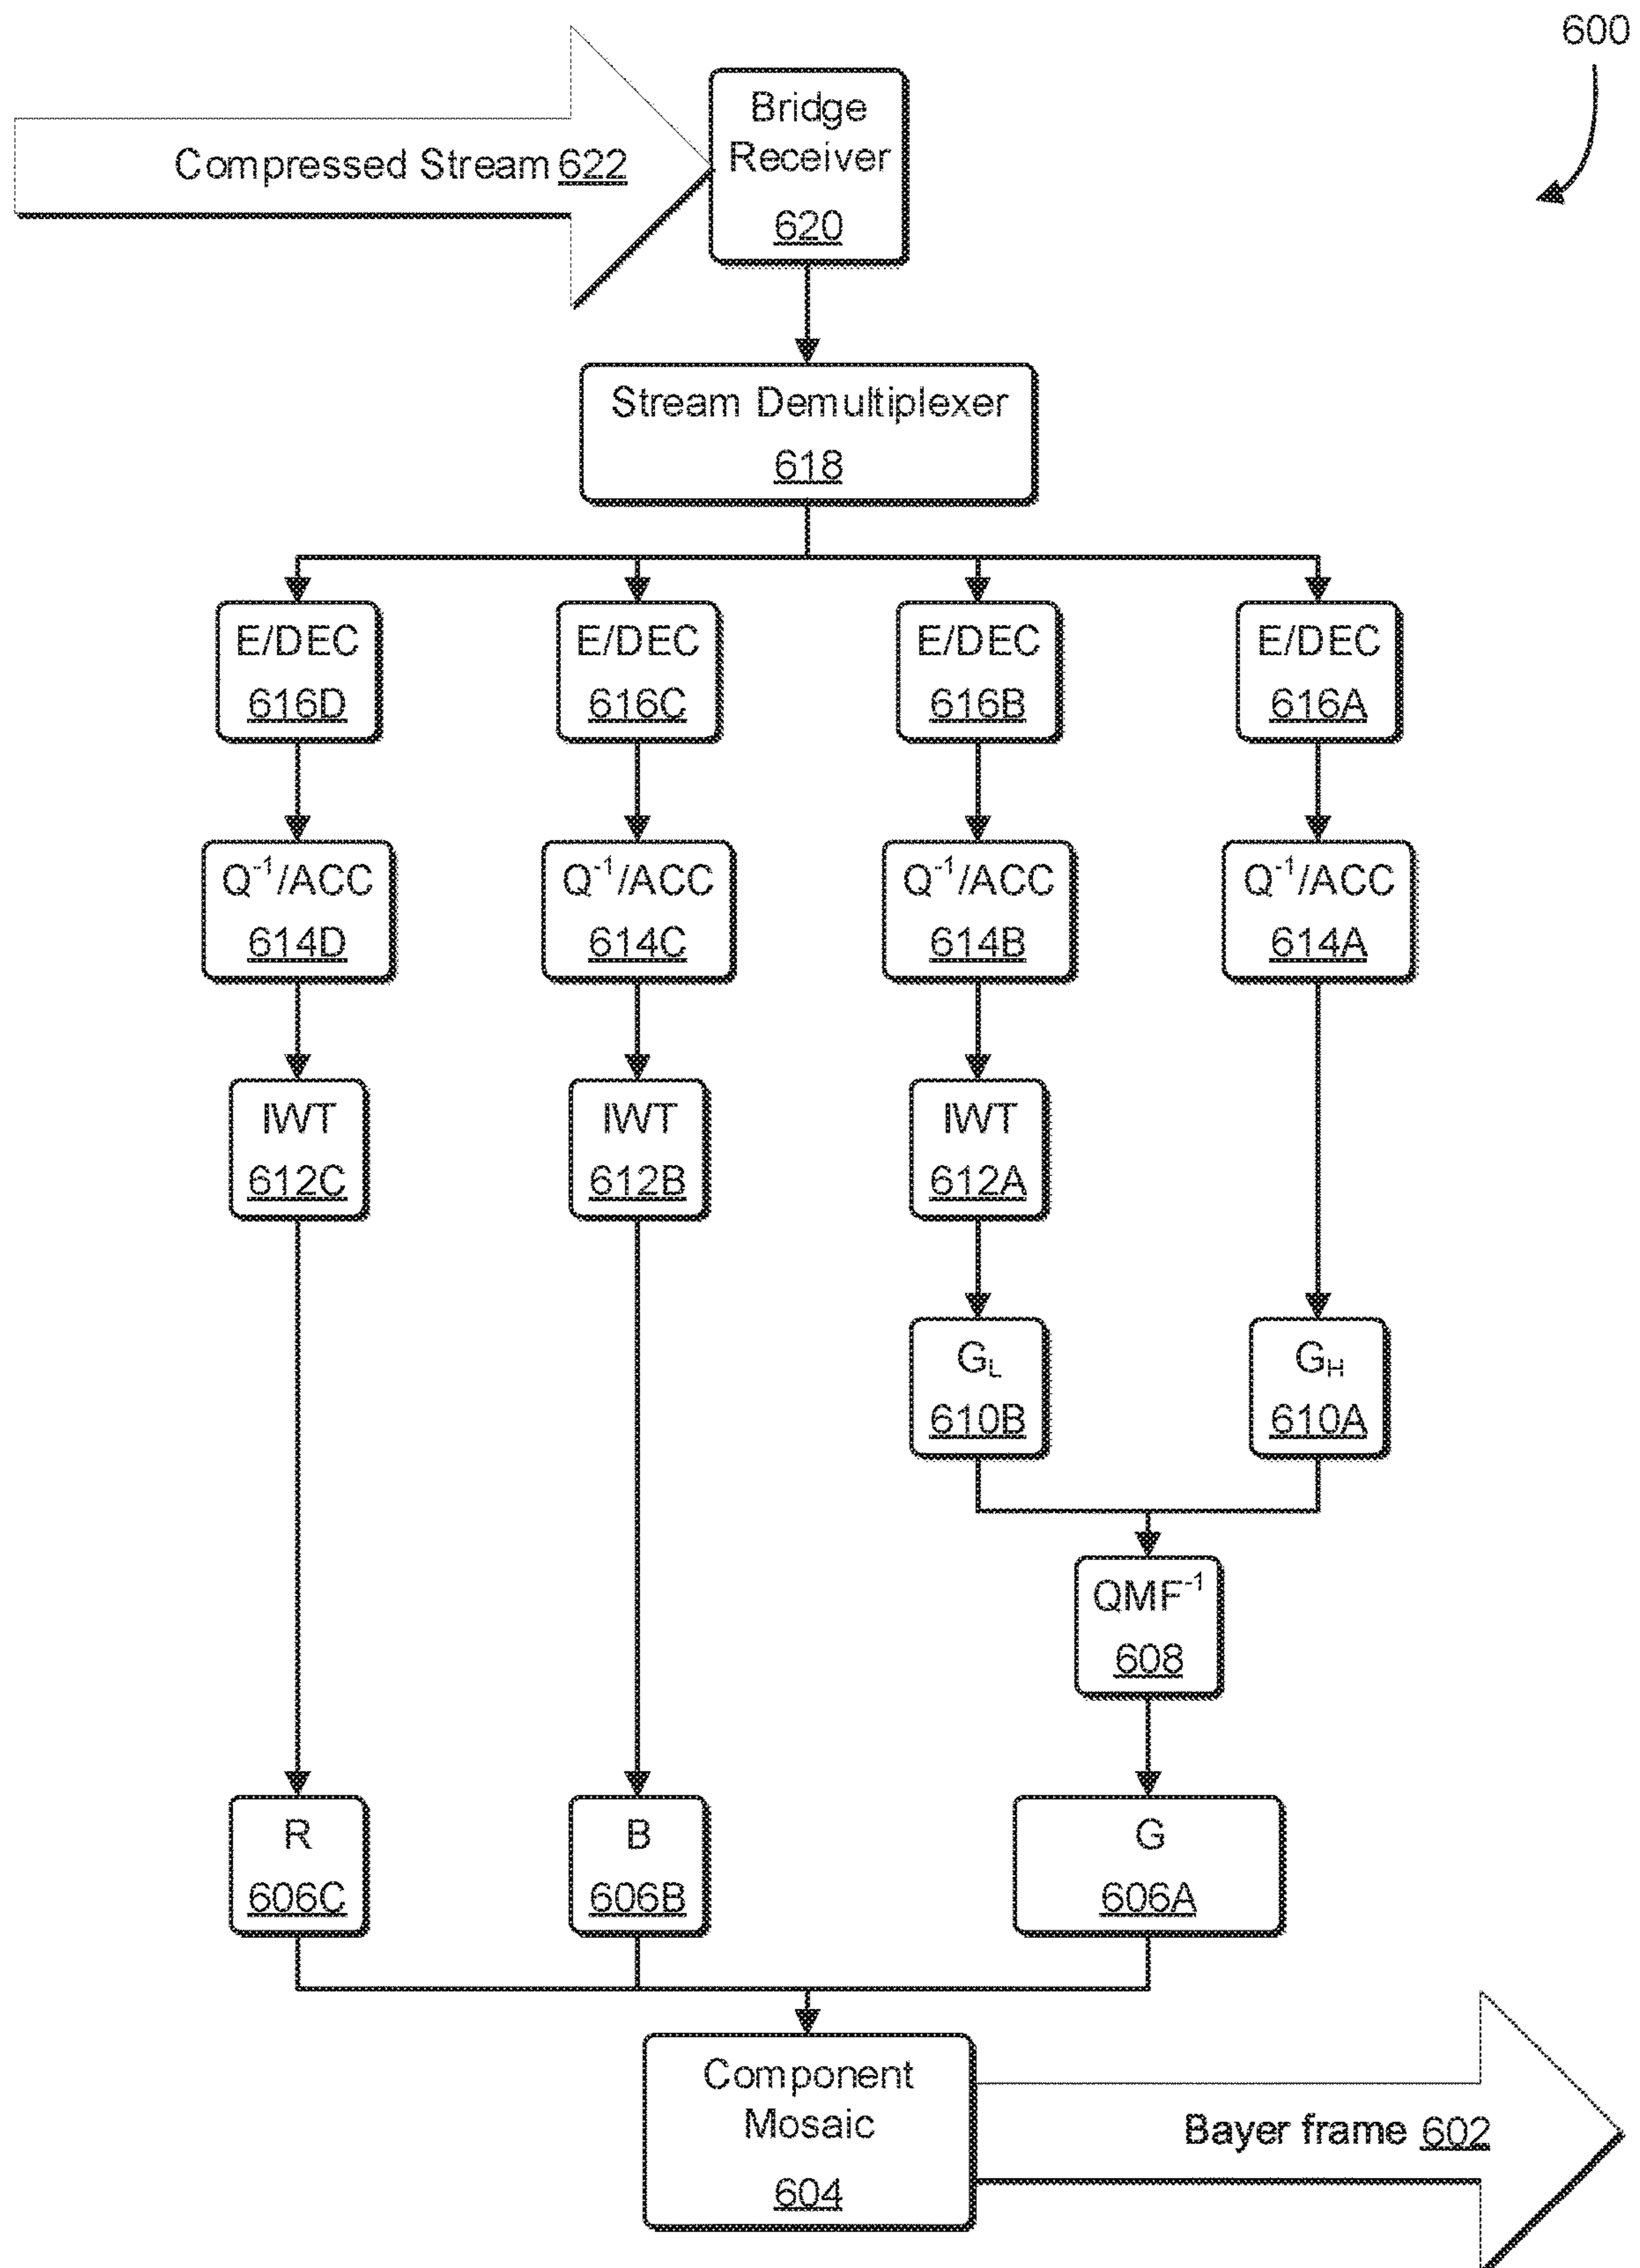 600
Bridge
Receiver
620
Compressed Stream 622
Stream Demultiplexer
618
E/DEC
616D
E/DEC
616C
E/DEC
616B
E/DEC
616A
Q⁻¹/ACC
614D
Q⁻¹/ACC
614C
Q⁻¹/ACC
614B
Q⁻¹/ACC
614A
IWT
612C
IWT
612B
IWT
612A
G_L
610B
G_H
610A
QMF⁻¹
608
R
606C
B
606B
G
606A
Component
Mosaic
604
Bayer frame 602